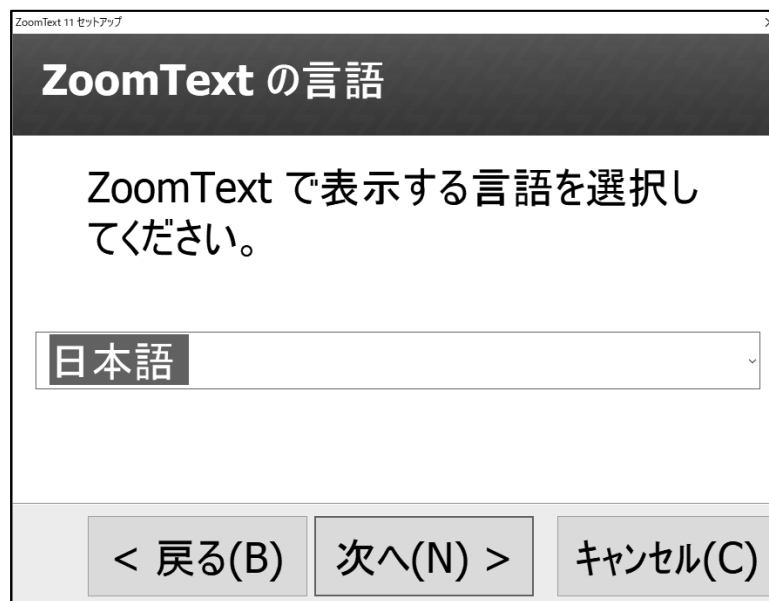 ZoomText 11 セットアップ
ZoomText の言語
ZoomText で表示する言語を選択し
てください。
日本語
< 戻る(B) 次へ(N) > キャンセル(C)